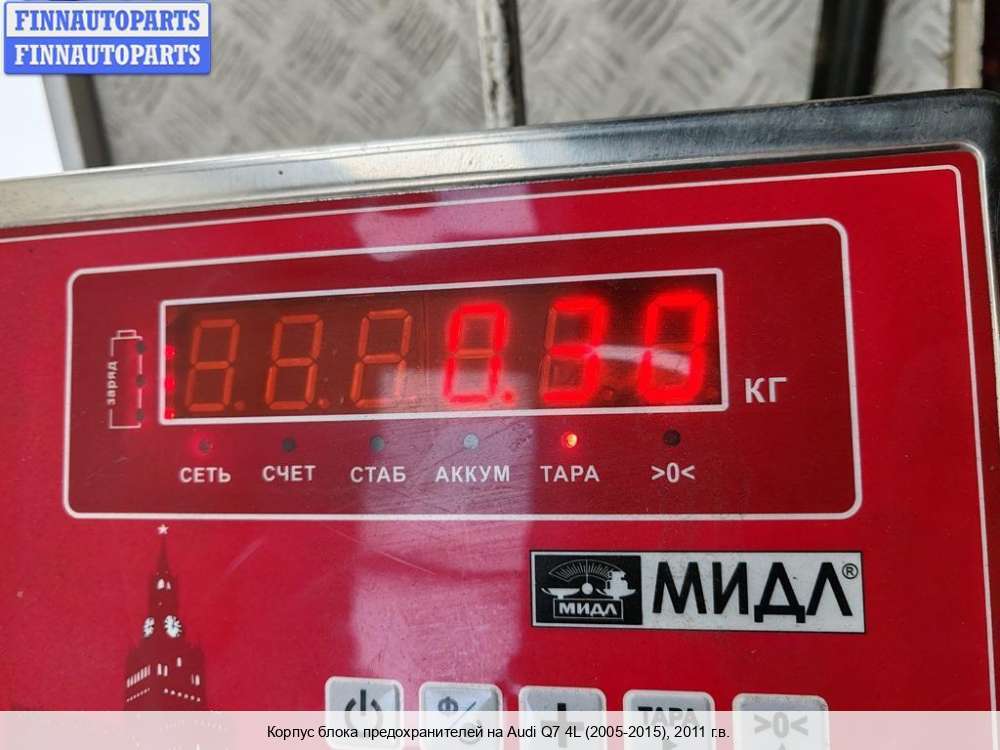 FINNAUTOPARTS
FINNAUTOPARTS
заряд
0.30
КГ
СЕТЬ СЧЕТ СТАБ АККУМ ТАРА >0<
МИДЛ
МИДЛ®
Ф/
+
ТАРА
>0<
Корпус блока предохранителей на Audi Q7 4L (2005-2015), 2011 г.в.